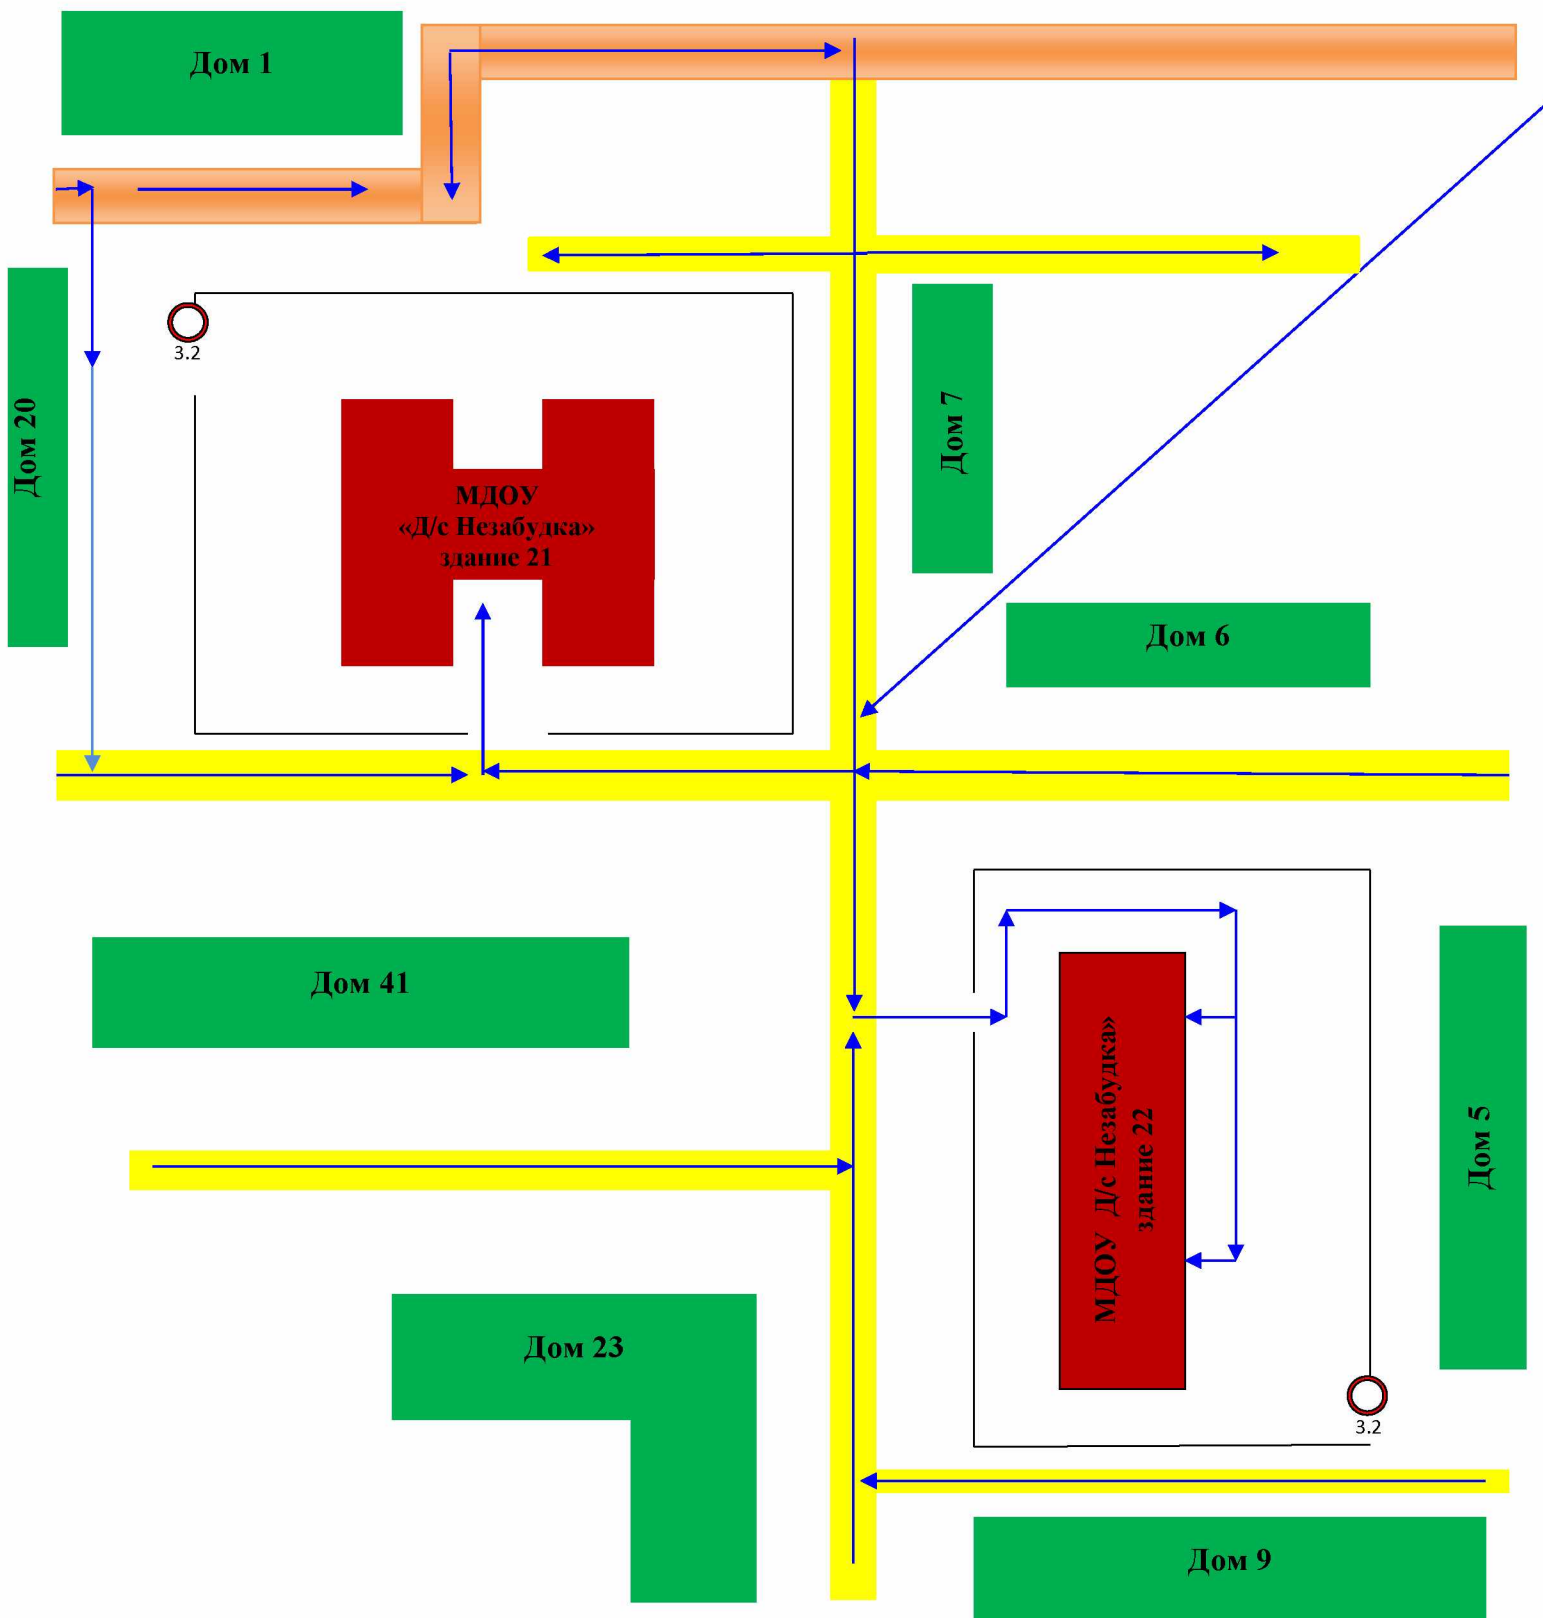 Дом 1
3.2
Дом 20
МДОУ
«Д/с Незабудка»
здание 21
Дом 7
Дом 6
Дом 41
МДОУ Д/с Незабудка»
здание 22
Дом 5
Дом 23
3.2
Дом 9